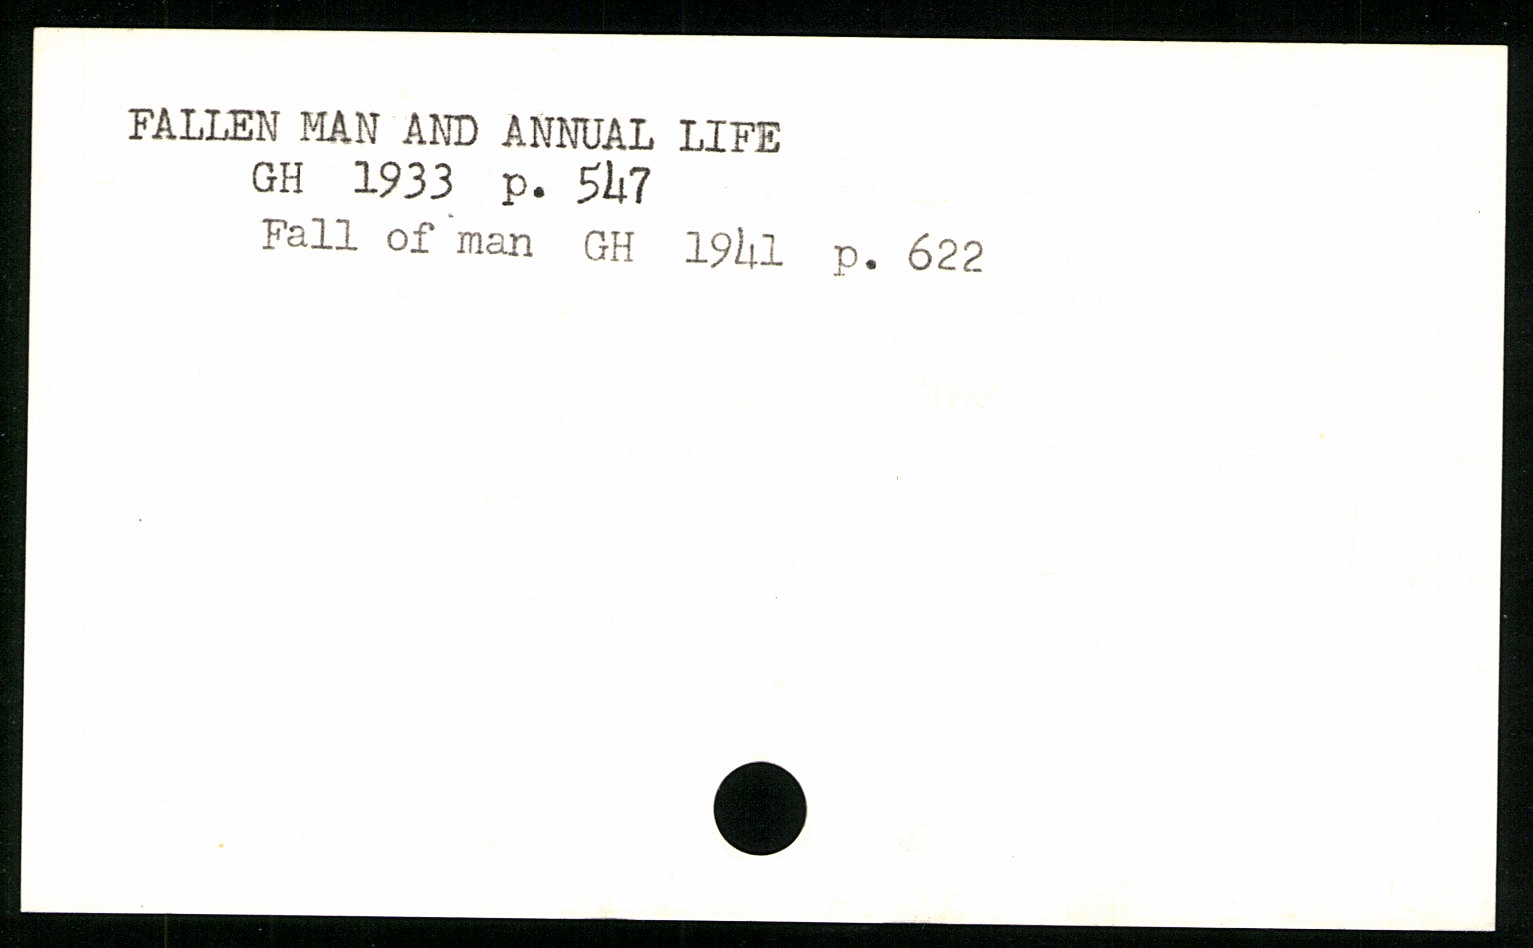 FALLEN MAN AND ANNUAL LIFE
GH 1933 p. 547
Fall of man GH 1941 p. 622